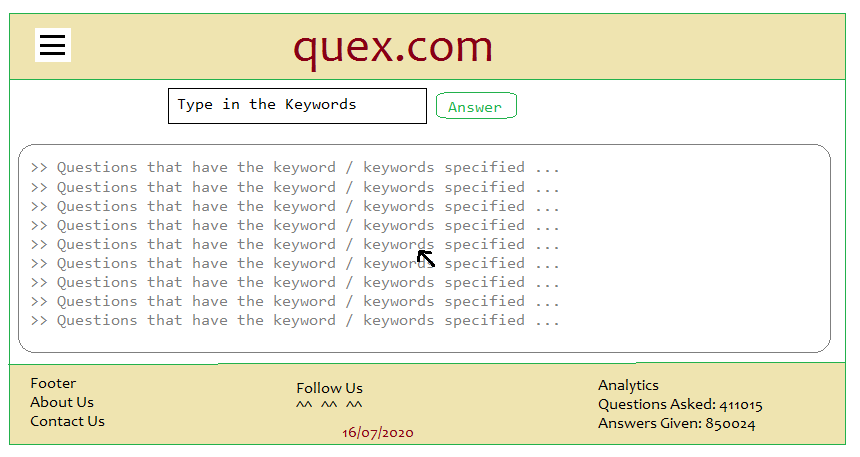 quex.com
Type in the Keywords
Answer
>> Questions that have the keyword / keywords specified ...
>> Questions that have the keyword / keywords specified ...
>> Questions that have the keyword / keywords specified ...
>> Questions that have the keyword / keywords specified ...
>> Questions that have the keyword / keywords specified ...
>> Questions that have the keyword / keywords specified ...
>> Questions that have the keyword / keywords specified ...
>> Questions that have the keyword / keywords specified ...
>> Questions that have the keyword / keywords specified ...
Footer
About Us
Contact Us
Follow Us
^^ ^^ ^^
16/07/2020
Analytics
Questions Asked: 411015
Answers Given: 850024